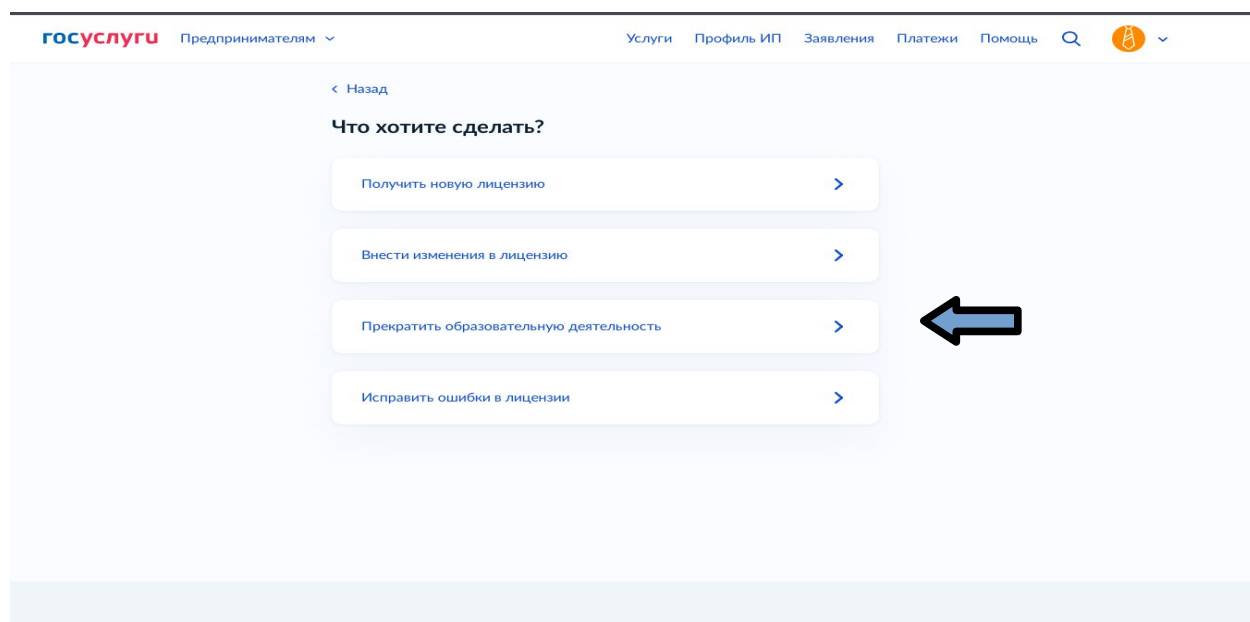 госуслуги Предпринимателям Услуги Профиль ИП Заявления Платежи Помощь
Назад
Что хотите сделать?
Получить новую лицензию
Внести изменения в лицензию
Прекратить образовательную деятельность
Исправить ошибки в лицензии